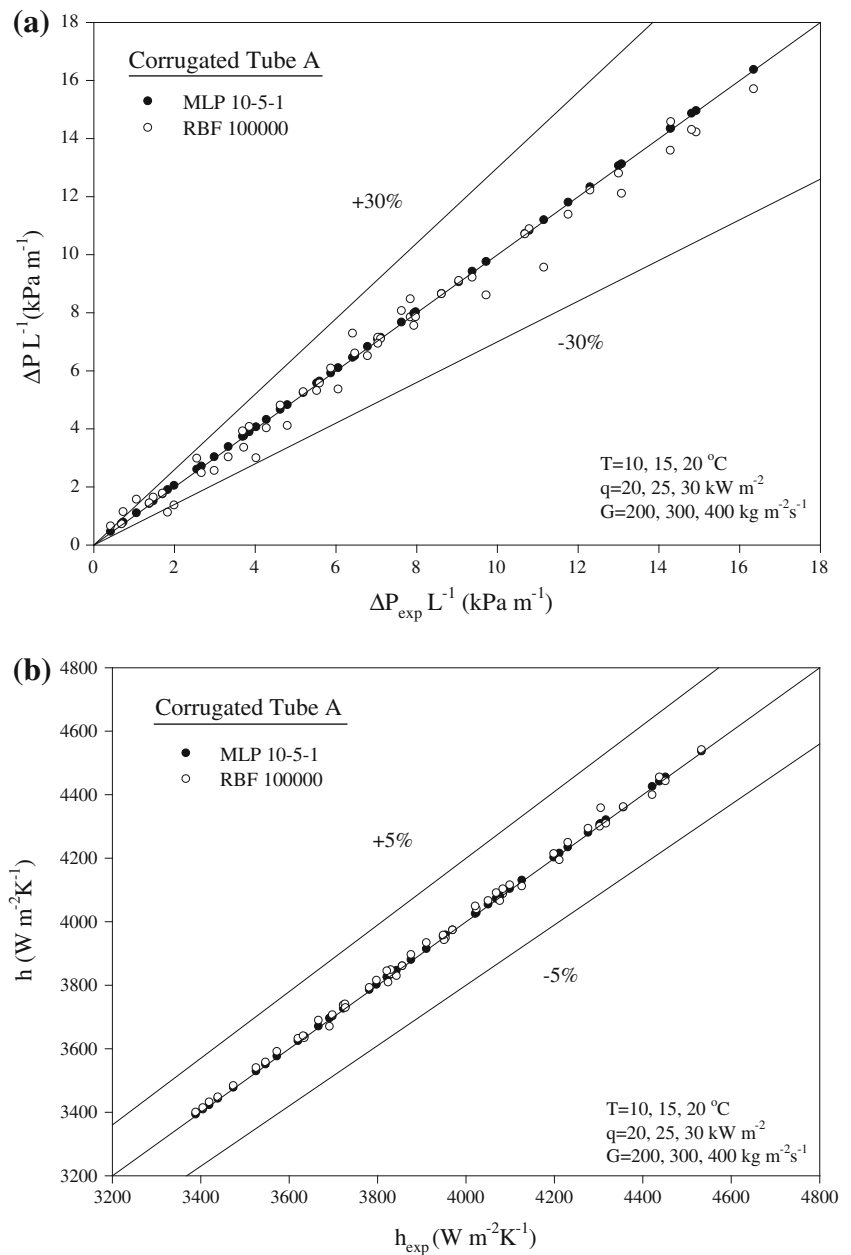 (a)
18
16
14
12
10
8
6
4
2
0
ΔP L⁻¹ (kPa m⁻¹)
Corrugated Tube A
MLP 10-5-1
RBF 100000
+30%
-30%
T=10, 15, 20 °C
q=20, 25, 30 kW m⁻²
G=200, 300, 400 kg m⁻²s⁻¹
0 2 4 6 8 10 12 14 16 18
ΔP_exp L⁻¹ (kPa m⁻¹)
(b)
4800
4600
4400
4200
4000
3800
3600
3400
3200
h (W m⁻²K⁻¹)
Corrugated Tube A
MLP 10-5-1
RBF 100000
+5%
-5%
T=10, 15, 20 °C
q=20, 25, 30 kW m⁻²
G=200, 300, 400 kg m⁻²s⁻¹
3200 3400 3600 3800 4000 4200 4400 4600 4800
h_exp (W m⁻²K⁻¹)